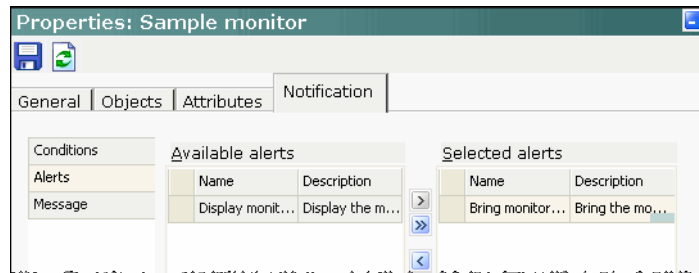 Properties: Sample monitor
General Objects Attributes Notification
Conditions
Alerts
Message
Available alerts
Name Description
Display monit... Display the m...
Selected alerts
Name Description
Bring monitor... Bring the mo...